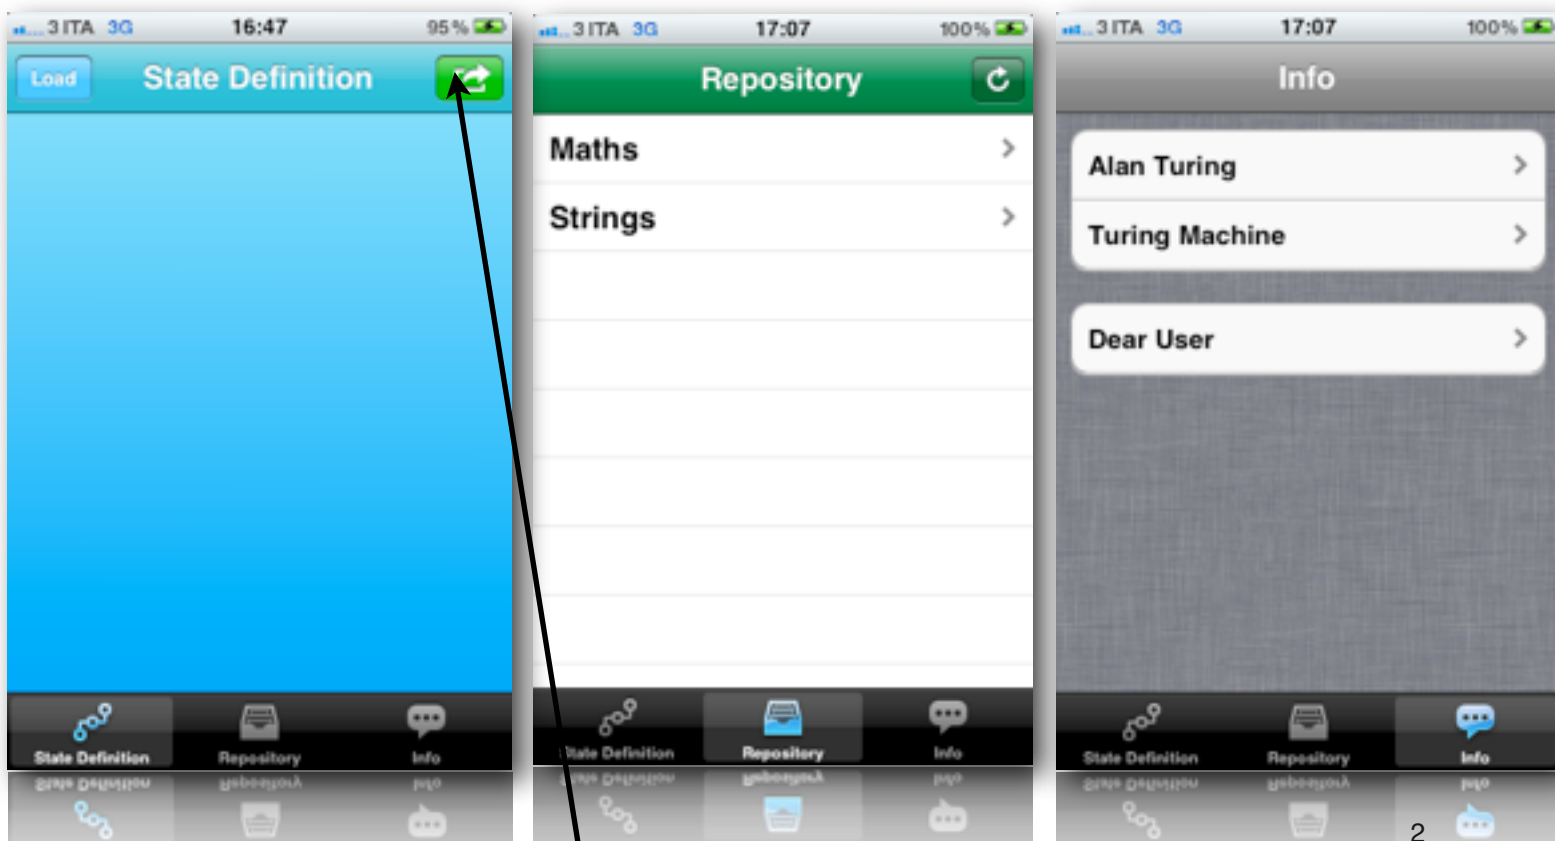 3 ITA 3G 16:47 95%
Load State Definition
State Definition Repository Info
3 ITA 3G 17:07 100%
Repository
Maths
Strings
State Definition Repository Info
3 ITA 3G 17:07 100%
Info
Alan Turing
Turing Machine
Dear User
State Definition Repository Info
2